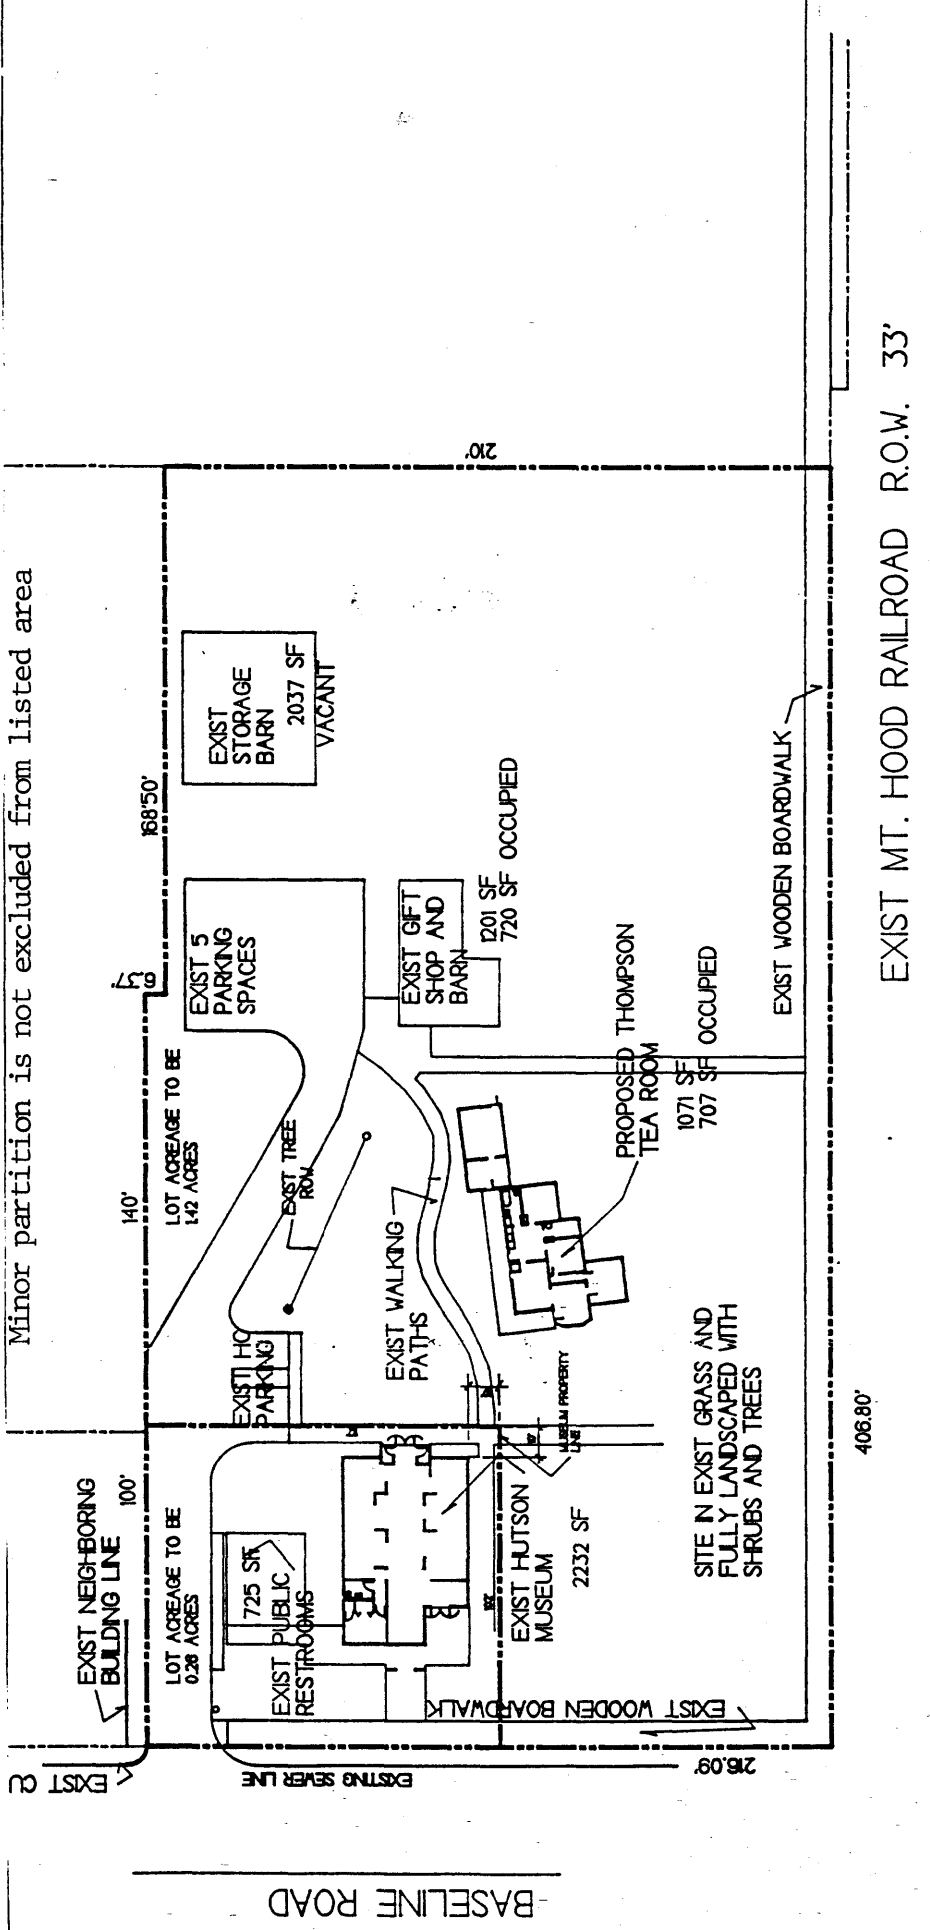 Minor partition is not excluded from listed area
EXIST NEIGHBORING
BUILDING LINE
100'
140'
168'50'
210'
LOT ACREAGE TO BE
0.28 ACRES
LOT ACREAGE TO BE
1.42 ACRES
EXIST 5
PARKING
SPACES
EXIST
STORAGE
BARN
2037 SF
VACANT
EXIST TREE
ROW
EXIST HC
PARKING
EXIST WALKING
PATHS
EXIST GIFT
SHOP AND
BARN
1201 SF
720 SF OCCUPIED
725 SF
EXIST PUBLIC
RESTROOMS
EXIST HUTSON
MUSEUM
2232 SF
MUSEUM PROPERTY
LINE
PROPOSED THOMPSON
TEA ROOM
1071 SF
707 SF OCCUPIED
SITE IN EXIST GRASS AND
FULLY LANDSCAPED WITH
SHRUBS AND TREES
EXIST WOODEN BOARDWALK
EXIST WOODEN BOARDWALK
EXISTING SEWER LINE
EXIST CU
216.09'
406.80'
EXIST MT. HOOD RAILROAD R.O.W. 33'
BASELINE ROAD